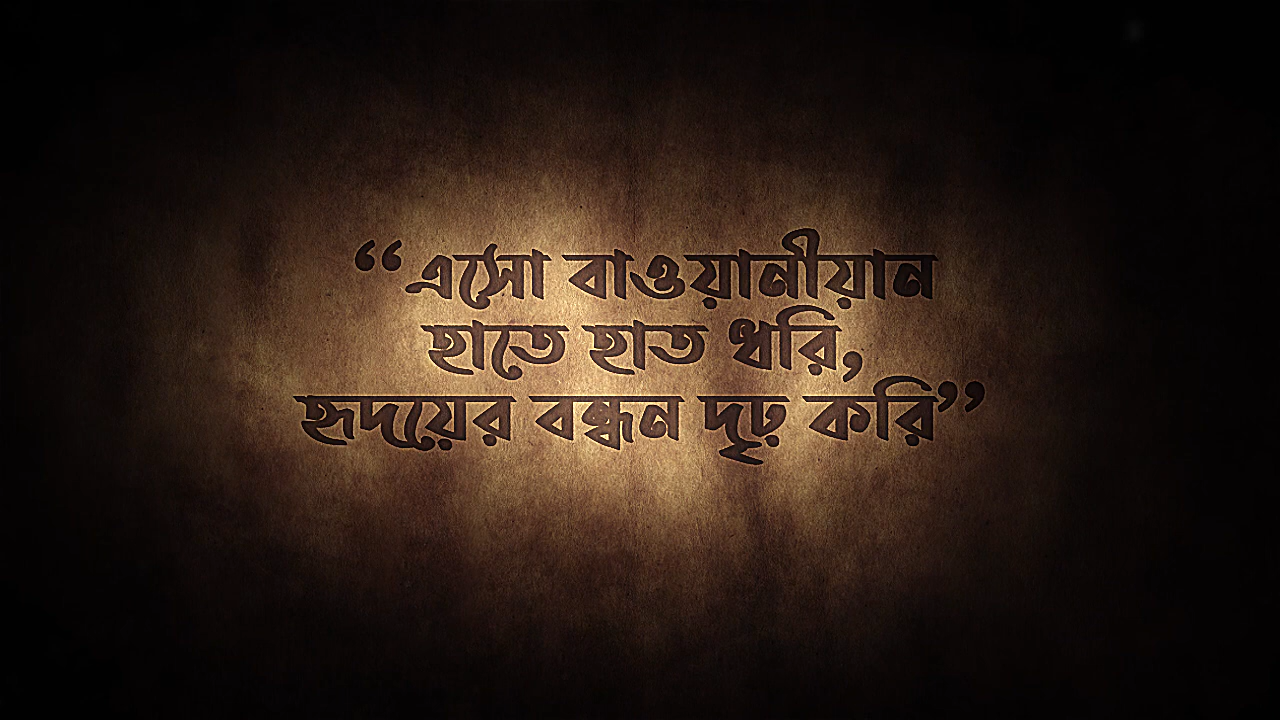 “এসো বাওয়ানীয়ান
হাতে হাত ধরি,
হৃদয়ের বন্ধন দৃঢ় করি”